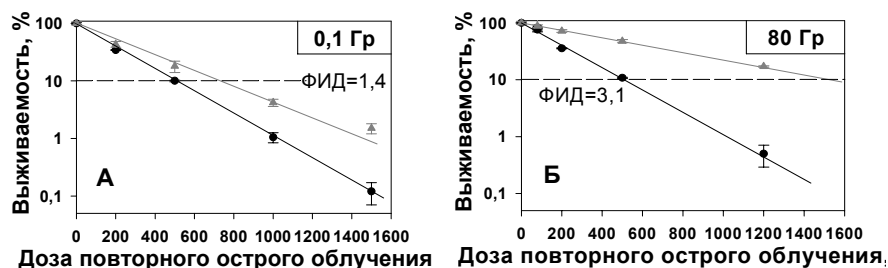 Выживаемость, %
100
10
1
0,1
0,1 Гр
ФИД=1,4
А
0 200 400 600 800 1000 1200 1400 1600
Доза повторного острого облучения
Выживаемость, %
100
10
1
0,1
80 Гр
ФИД=3,1
Б
0 200 400 600 800 1000 1200 1400 1600
Доза повторного острого облучения,